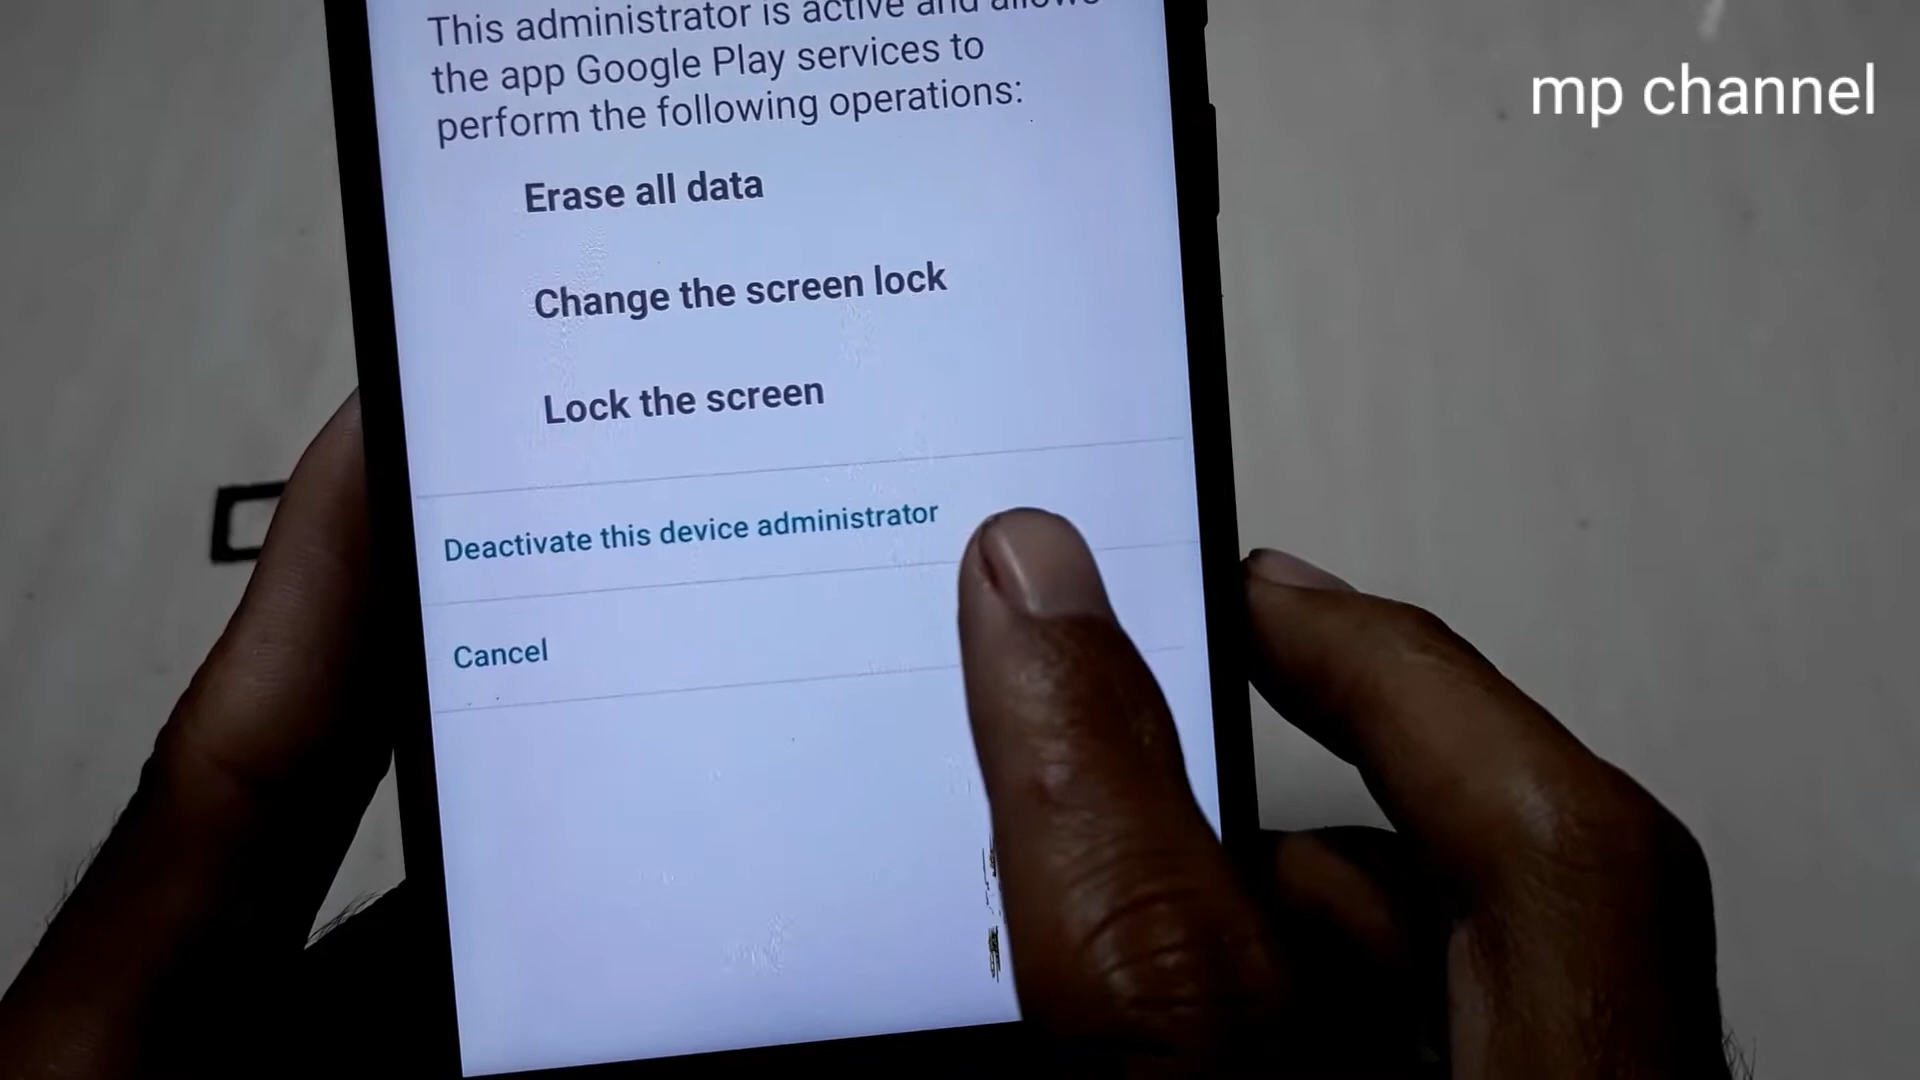 This administrator is active and allows
the app Google Play services to
perform the following operations:
mp channel
Erase all data
Change the screen lock
Lock the screen
Deactivate this device administrator
Cancel